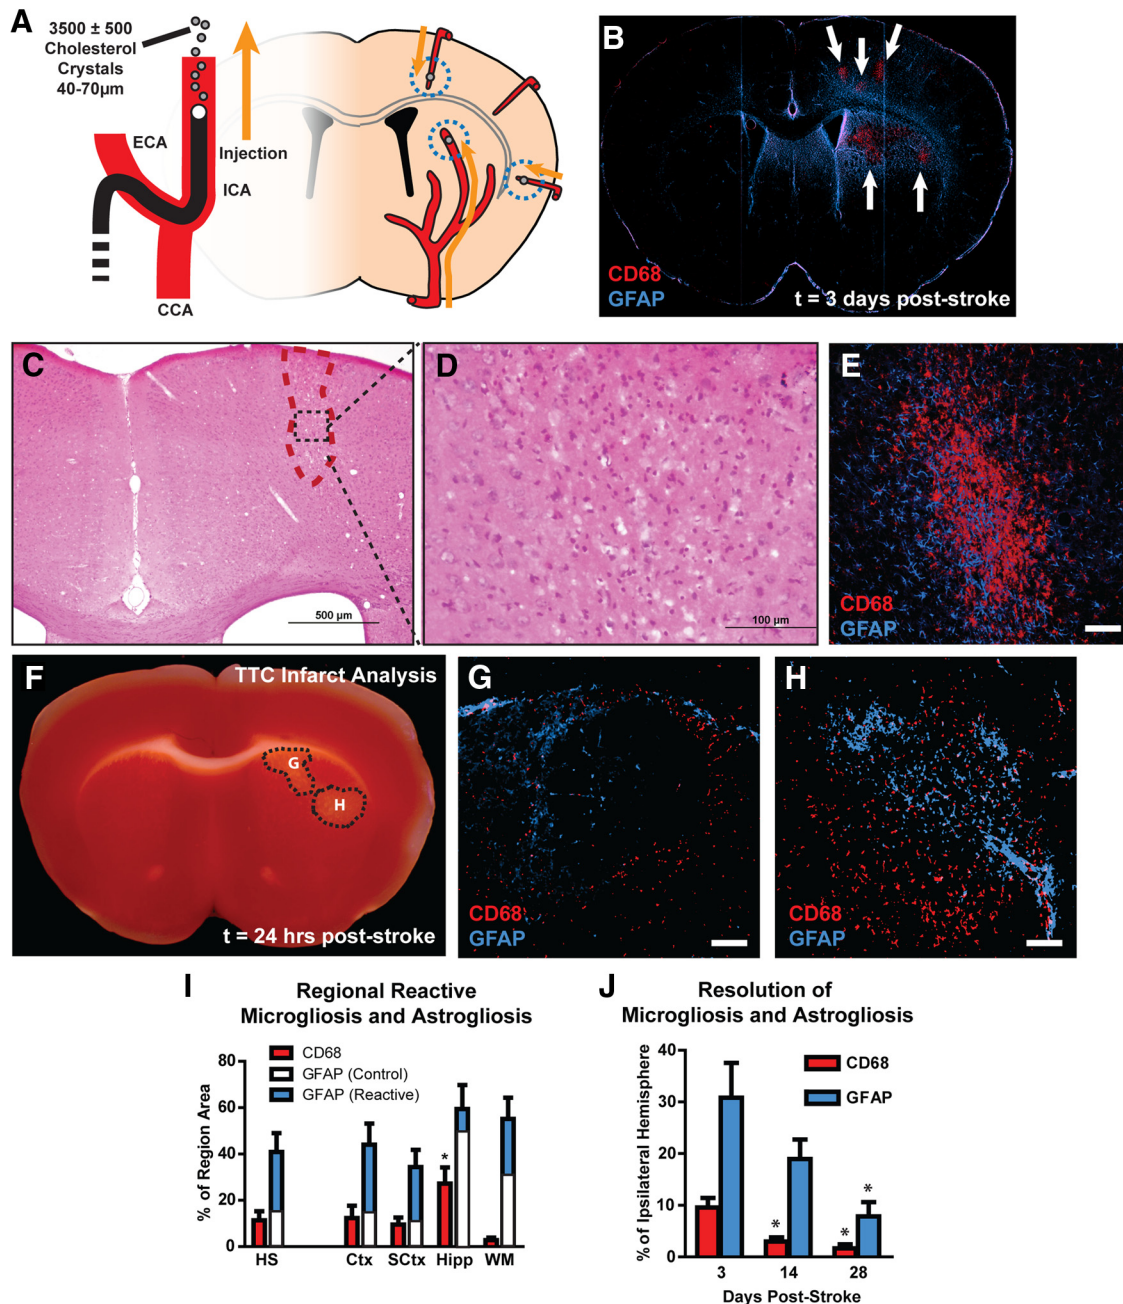 A
3500 ± 500
Cholesterol
Crystals
40-70µm
ECA
Injection
ICA
CCA
B
CD68
GFAP
t = 3 days post-stroke
C
500 µm
D
100 µm
E
CD68
GFAP
F
TTC Infarct Analysis
G
H
t = 24 hrs post-stroke
G
CD68
GFAP
H
CD68
GFAP
I
Regional Reactive
Microgliosis and Astrogliosis
CD68
GFAP (Control)
GFAP (Reactive)
% of Region Area
80
60
40
20
0
*
HS
Ctx
SCtx
Hipp
WM
J
Resolution of
Microgliosis and Astrogliosis
CD68
GFAP
% of Ipsilateral Hemisphere
40
30
20
10
0
*
*
*
3
14
28
Days Post-Stroke